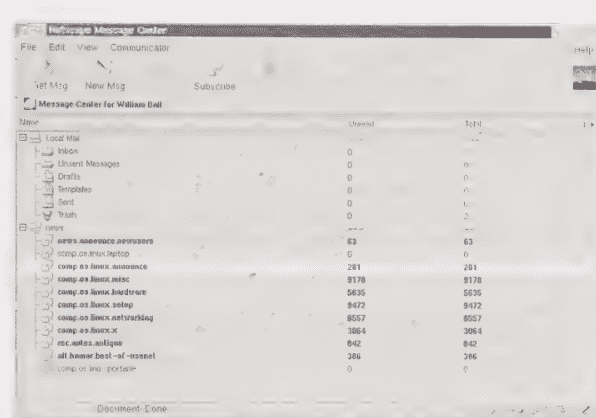 Netscape Message Center
File Edit View Communicator Help
Get Msg New Msg Subscribe
Message Center for William Ball
Name Unread Total
Local Mail --- ---
Inbox 0 0
Unsent Messages 0 0
Drafts 0 0
Templates 0 0
Sent 0
Trash 0
news --- ---
news.announce.newusers 63 63
comp.os.linux.laptop 0 0
comp.os.linux.announce 281 281
comp.os.linux.misc 9178 9178
comp.os.linux.hardware 5635 5635
comp.os.linux.setup 9472 9472
comp.os.linux.networking 8557 8557
comp.os.linux.x 3064 3064
rec.autos.antique 842 842
alt.humor.best-of-usenet 386 386
0 0
Document: Done